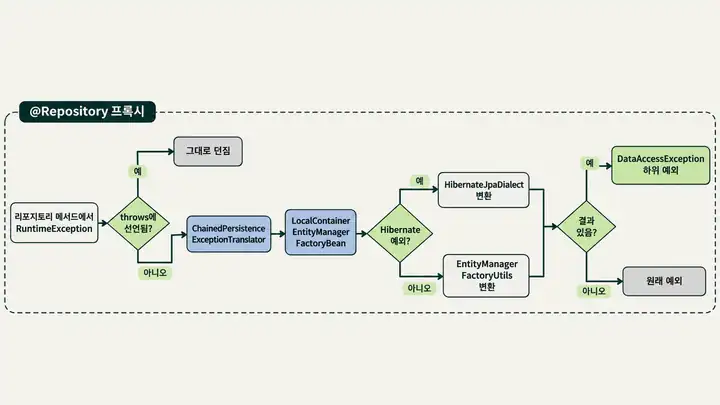 @Repository 프록시
그대로 던짐
예
리포지토리 메서드에서
RuntimeException
throws에
선언됨?
아니오
ChainedPersistence
ExceptionTranslator
LocalContainer
EntityManager
FactoryBean
Hibernate
예외?
예
HibernateJpaDialect
변환
아니오
EntityManager
FactoryUtils
변환
결과
있음?
예
DataAccessException
하위 예외
아니오
원래 예외